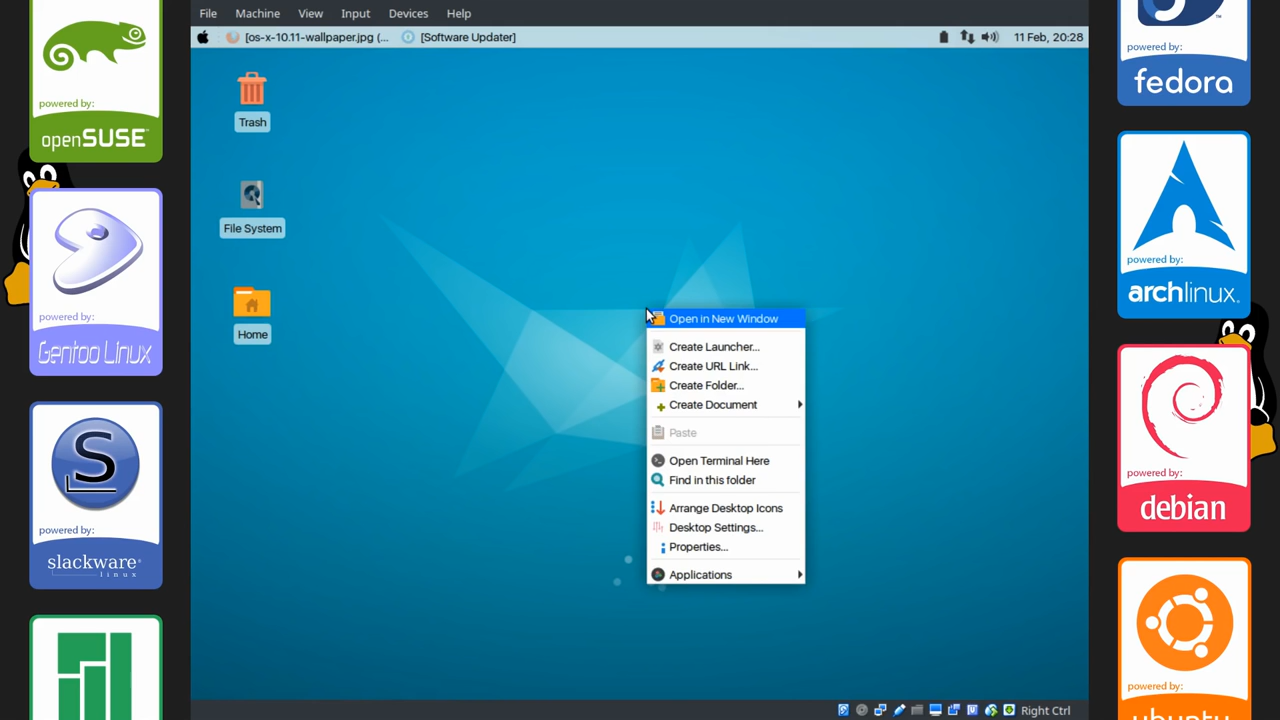 File Machine View Input Devices Help
[os-x-10.11-wallpaper.jpg (... [Software Updater] 11 Feb, 20:28
Trash
File System
Home
Open in New Window
Create Launcher...
Create URL Link...
Create Folder...
Create Document
Paste
Open Terminal Here
Find in this folder
Arrange Desktop Icons
Desktop Settings...
Properties...
Applications
Right Ctrl
powered by:
openSUSE™
powered by:
Gentoo Linux
powered by:
slackware®
linux
™
powered by:
fedora
powered by:
archlinux.
powered by:
debian
powered by:
ubuntu